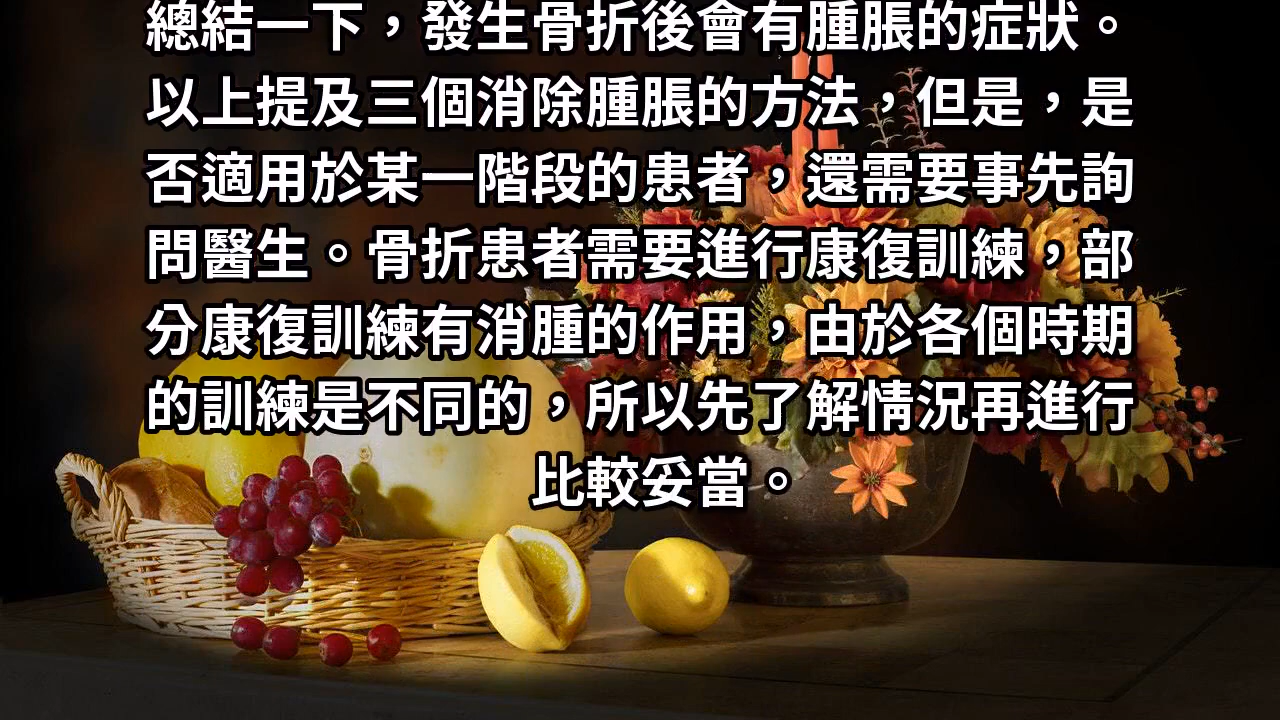 總結一下，發生骨折後會有腫脹的症狀。
以上提及三個消除腫脹的方法，但是，是
否適用於某一階段的患者，還需要事先詢
問醫生。骨折患者需要進行康復訓練，部
分康復訓練有消腫的作用，由於各個時期
的訓練是不同的，所以先了解情況再進行
比較妥當。